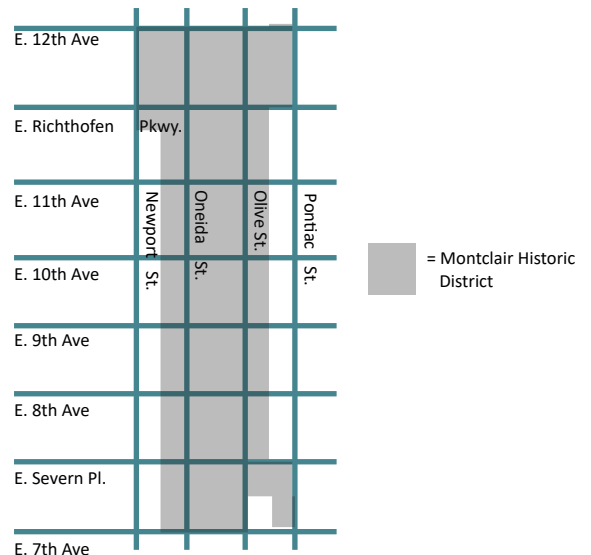 E. 12th Ave
E. Richthofen Pkwy.
E. 11th Ave
Newport St.
Oneida St.
Olive St.
Pontiac St.
= Montclair Historic
District
E. 10th Ave
E. 9th Ave
E. 8th Ave
E. Severn Pl.
E. 7th Ave